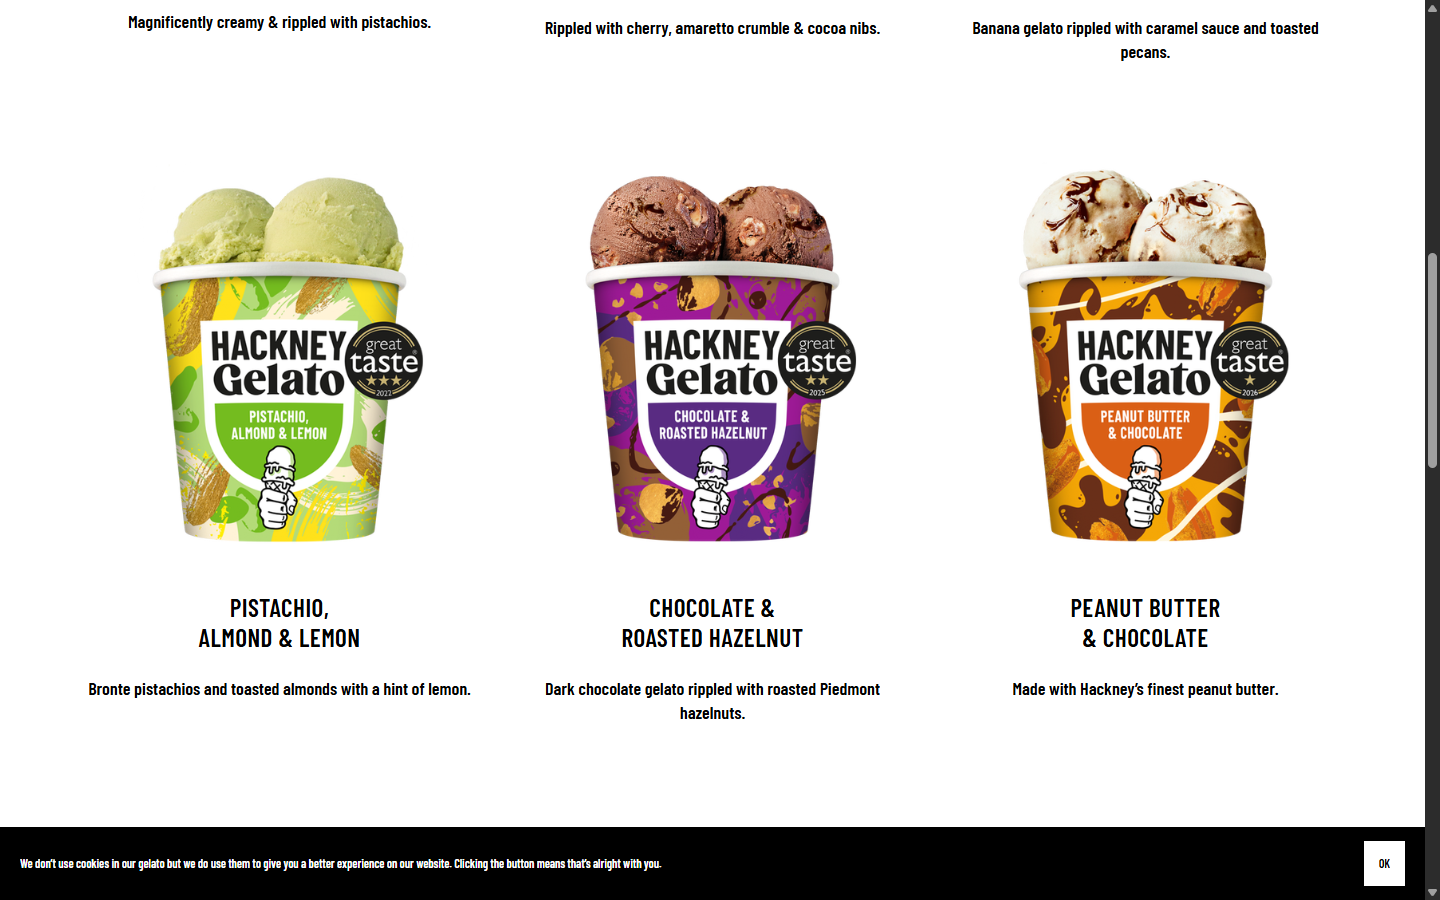 Magnificently creamy & rippled with pistachios.
Rippled with cherry, amaretto crumble & cocoa nibs.
Banana gelato rippled with caramel sauce and toasted
pecans.
HACKNEY
Gelato
PISTACHIO,
ALMOND & LEMON
great
taste
2022
HACKNEY
Gelato
CHOCOLATE &
ROASTED HAZELNUT
great
taste
2025
HACKNEY
Gelato
PEANUT BUTTER
& CHOCOLATE
great
taste
2026
PISTACHIO,
ALMOND & LEMON
Bronte pistachios and toasted almonds with a hint of lemon.
CHOCOLATE &
ROASTED HAZELNUT
Dark chocolate gelato rippled with roasted Piedmont
hazelnuts.
PEANUT BUTTER
& CHOCOLATE
Made with Hackney's finest peanut butter.
We don't use cookies in our gelato but we do use them to give you a better experience on our website. Clicking the button means that's alright with you.
OK